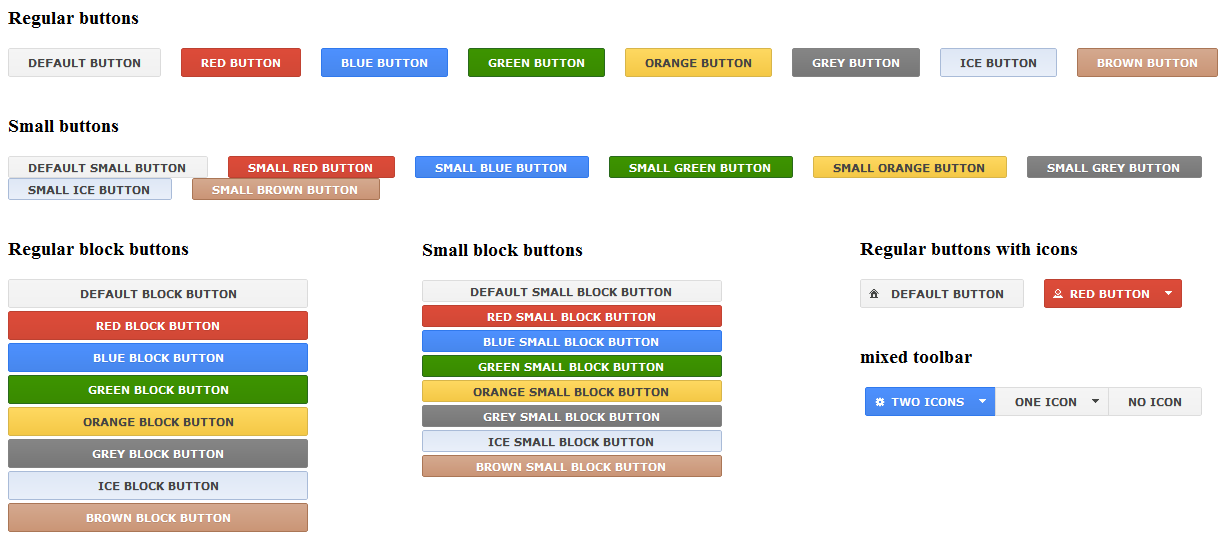 Regular buttons
DEFAULT BUTTON RED BUTTON BLUE BUTTON GREEN BUTTON ORANGE BUTTON GREY BUTTON ICE BUTTON BROWN BUTTON
Small buttons
DEFAULT SMALL BUTTON SMALL RED BUTTON SMALL BLUE BUTTON SMALL GREEN BUTTON SMALL ORANGE BUTTON SMALL GREY BUTTON
SMALL ICE BUTTON SMALL BROWN BUTTON
Regular block buttons
DEFAULT BLOCK BUTTON
RED BLOCK BUTTON
BLUE BLOCK BUTTON
GREEN BLOCK BUTTON
ORANGE BLOCK BUTTON
GREY BLOCK BUTTON
ICE BLOCK BUTTON
BROWN BLOCK BUTTON
Small block buttons
DEFAULT SMALL BLOCK BUTTON
RED SMALL BLOCK BUTTON
BLUE SMALL BLOCK BUTTON
GREEN SMALL BLOCK BUTTON
ORANGE SMALL BLOCK BUTTON
GREY SMALL BLOCK BUTTON
ICE SMALL BLOCK BUTTON
BROWN SMALL BLOCK BUTTON
Regular buttons with icons
DEFAULT BUTTON RED BUTTON
mixed toolbar
TWO ICONS ONE ICON NO ICON